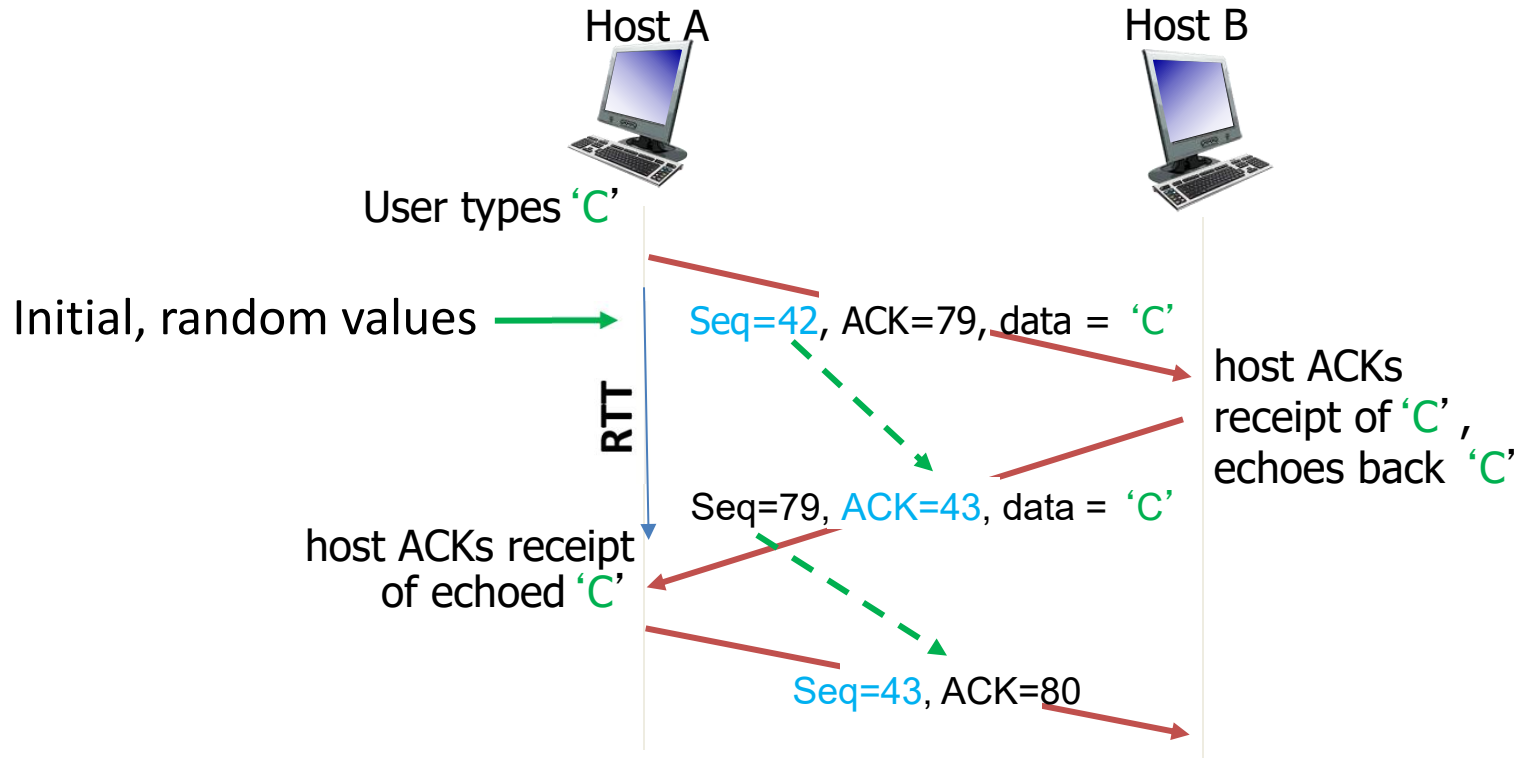 Host A
Host B
User types ‘C’
Initial, random values
Seq=42, ACK=79, data = ‘C’
host ACKs
receipt of ‘C’ ,
echoes back ‘C’
RTT
Seq=79, ACK=43, data = ‘C’
host ACKs receipt
of echoed ‘C’
Seq=43, ACK=80